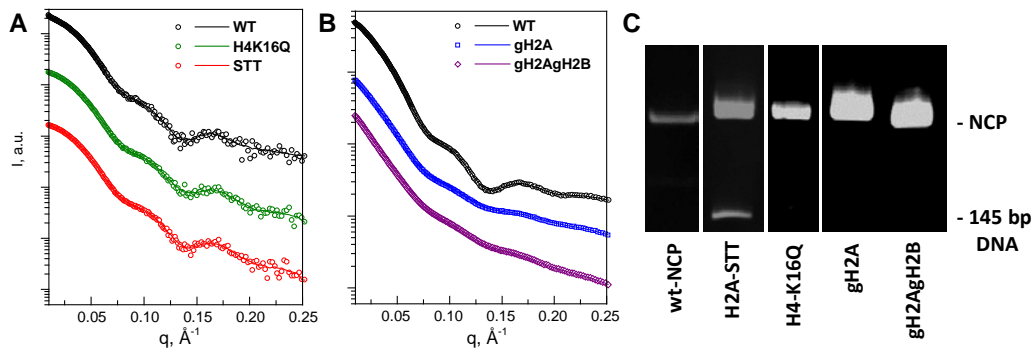 A
WT
H4K16Q
STT
I, a.u.
0.05 0.10 0.15 0.20 0.25
q, Å-1
B
WT
gH2A
gH2AgH2B
0.05 0.10 0.15 0.20 0.25
q, Å-1
C
- NCP
- 145 bp
DNA
wt-NCP
H2A-STT
H4-K16Q
gH2A
gH2AgH2B